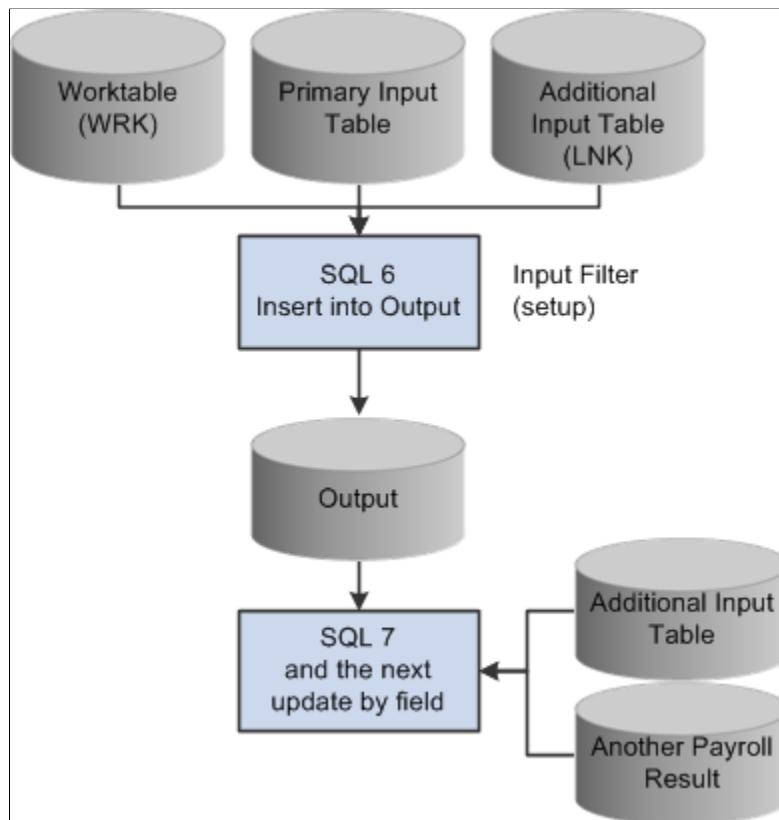 Worktable
(WRK)
Primary Input
Table
Additional
Input Table
(LNK)
SQL 6
Insert into Output
Input Filter
(setup)
Output
SQL 7
and the next
update by field
Additional Input
Table
Another Payroll
Result